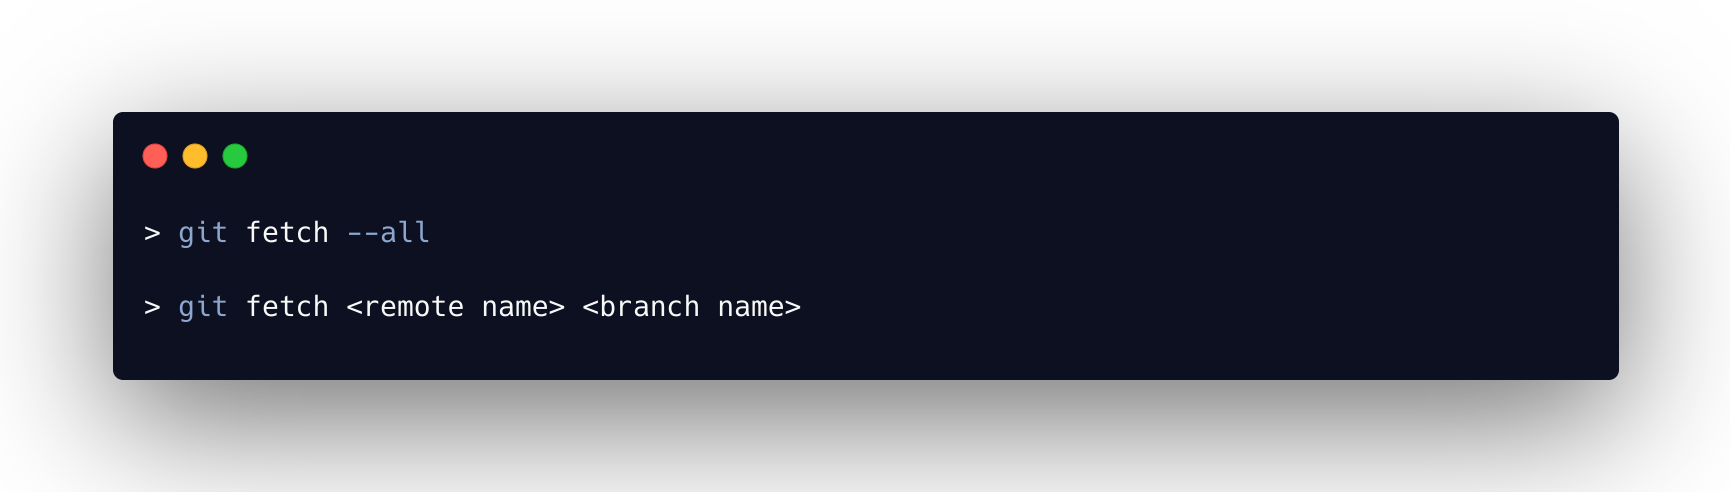 > git fetch --all
> git fetch <remote name> <branch name>